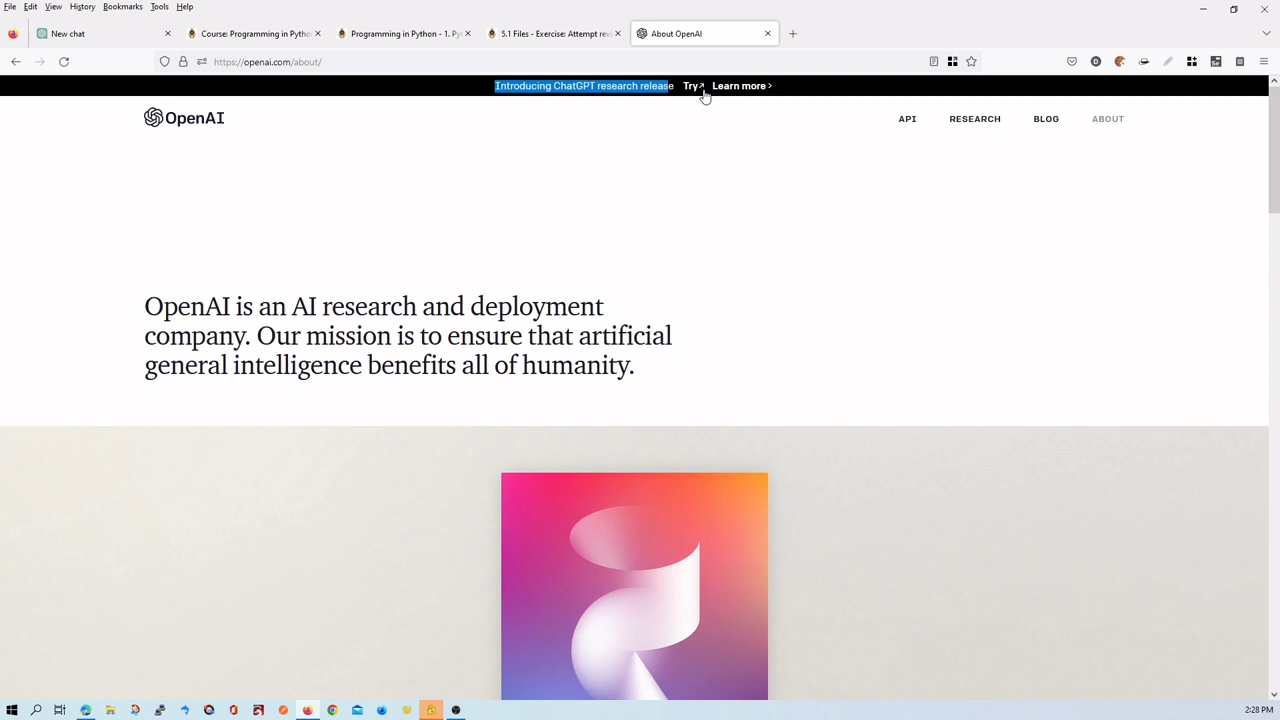 File Edit View History Bookmarks Tools Help
New chat
Course: Programming in Pytho
Programming in Python - 1. Py
5.1 Files - Exercise: Attempt revi
About OpenAI
https://openai.com/about/
Introducing ChatGPT research release Try↗ Learn more >
OpenAI
API RESEARCH BLOG ABOUT
OpenAI is an AI research and deployment
company. Our mission is to ensure that artificial
general intelligence benefits all of humanity.
2:28 PM